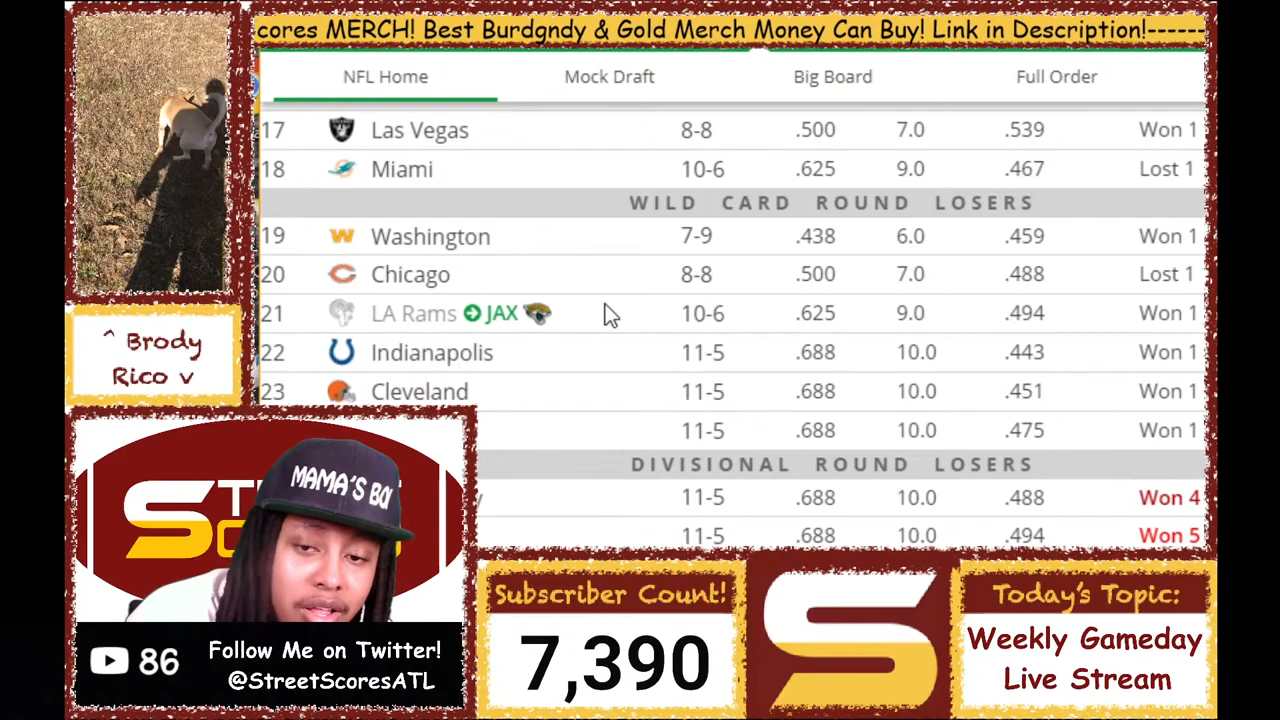 cores MERCH! Best Burdgndy & Gold Merch Money Can Buy! Link in Description!------
NFL Home Mock Draft Big Board Full Order
17 Las Vegas 8-8 .500 7.0 .539 Won 1
18 Miami 10-6 .625 9.0 .467 Lost 1
WILD CARD ROUND LOSERS
19 Washington 7-9 .438 6.0 .459 Won 1
20 Chicago 8-8 .500 7.0 .488 Lost 1
21 LA Rams JAX 10-6 .625 9.0 .494 Won 1
22 Indianapolis 11-5 .688 10.0 .443 Won 1
23 Cleveland 11-5 .688 10.0 .451 Won 1
11-5 .688 10.0 .475 Won 1
DIVISIONAL ROUND LOSERS
11-5 .688 10.0 .488 Won 4
11-5 .688 10.0 .494 Won 5
^ Brody
Rico v
MAMA'S BOI
86
Follow Me on Twitter!
@StreetScoresATL
Subscriber Count!
7,390
S
Today's Topic:
Weekly Gameday
Live Stream